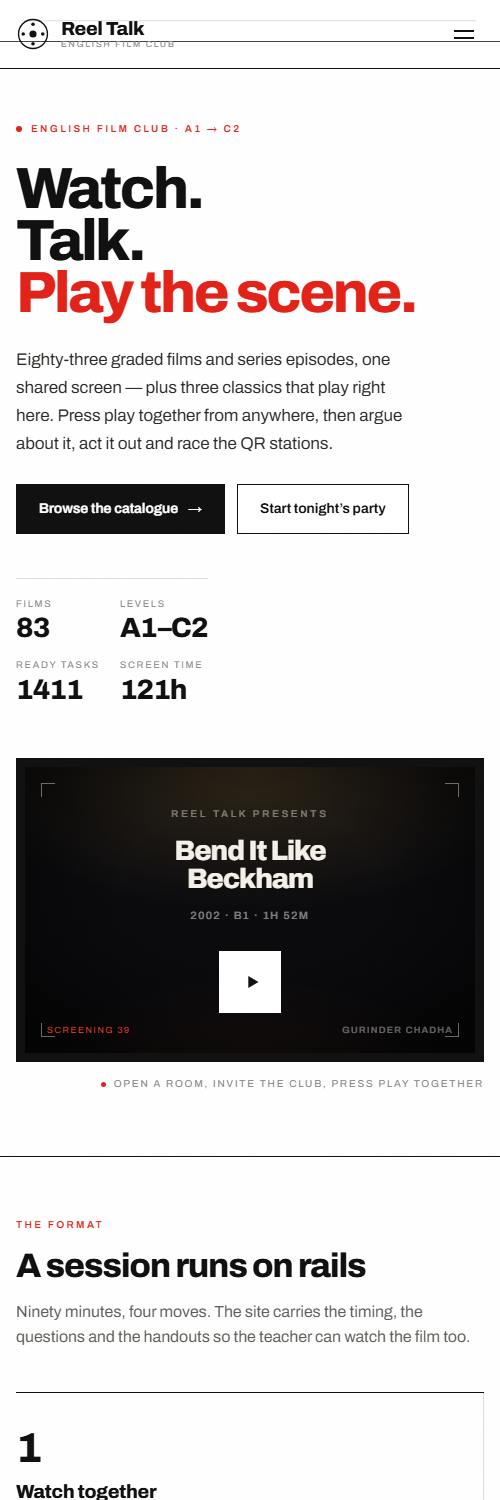 Reel Talk
ENGLISH FILM CLUB
ENGLISH FILM CLUB · A1 → C2
Watch.
Talk.
Play the scene.
Eighty-three graded films and series episodes, one
shared screen — plus three classics that play right
here. Press play together from anywhere, then argue
about it, act it out and race the QR stations.
Browse the catalogue →
Start tonight's party
FILMS
83
LEVELS
A1–C2
READY TASKS
1411
SCREEN TIME
121h
REEL TALK PRESENTS
Bend It Like
Beckham
2002 · B1 · 1H 52M
SCREENING 39
GURINDER CHADHA
OPEN A ROOM, INVITE THE CLUB, PRESS PLAY TOGETHER
THE FORMAT
A session runs on rails
Ninety minutes, four moves. The site carries the timing, the
questions and the handouts so the teacher can watch the film too.
1
Watch together